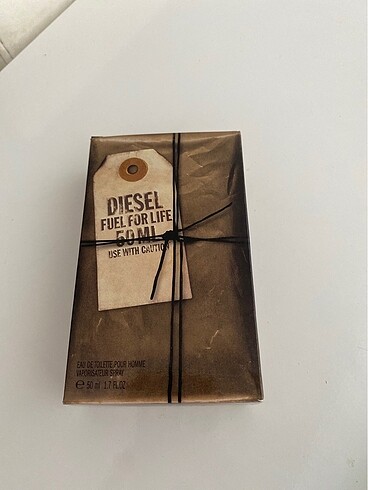 DIESEL
FUEL FOR LIFE
50 ML
USE WITH CAUTION
EAU DE TOILETTE POUR HOMME
VAPORISATEUR SPRAY
℮ 50 ml 1.7 FL.OZ